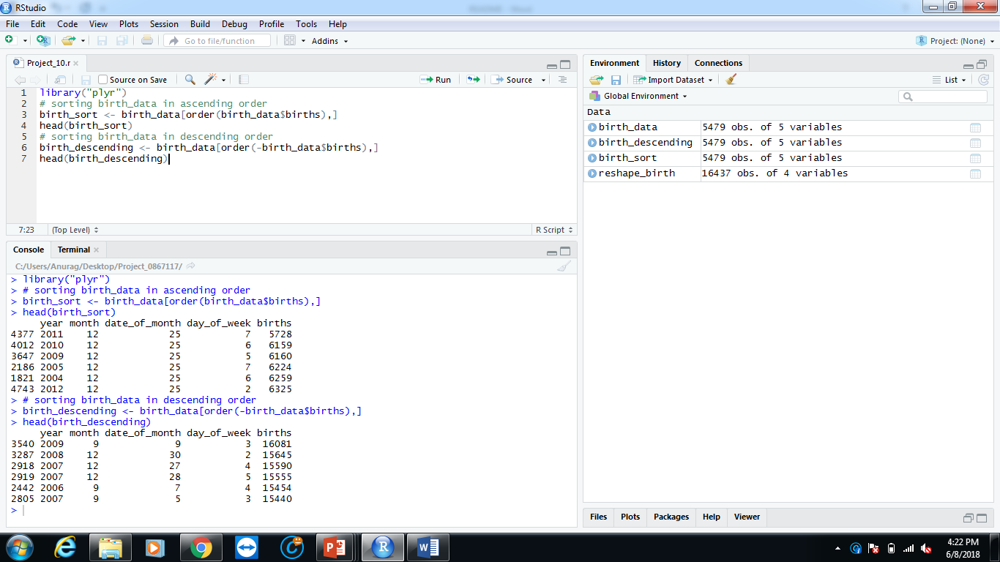 RStudio
File Edit Code View Plots Session Build Debug Profile Tools Help
Go to file/function Addins Project: (None)
Project_10.r
Source on Save Run Source
1 library("plyr")
2 # sorting birth_data in ascending order
3 birth_sort <- birth_data[order(birth_data$births),]
4 head(birth_sort)
5 # sorting birth_data in descending order
6 birth_descending <- birth_data[order(-birth_data$births),]
7 head(birth_descending)
7:23 (Top Level) R Script
Console Terminal
C:/Users/Anurag/Desktop/Project_0867117/
> library("plyr")
> # sorting birth_data in ascending order
> birth_sort <- birth_data[order(birth_data$births),]
> head(birth_sort)
year month date_of_month day_of_week births
4377 2011 12 25 7 5728
4012 2010 12 25 6 6159
3647 2009 12 25 5 6160
2186 2005 12 25 7 6224
1821 2004 12 25 6 6259
4743 2012 12 25 2 6325
> # sorting birth_data in descending order
> birth_descending <- birth_data[order(-birth_data$births),]
> head(birth_descending)
year month date_of_month day_of_week births
3540 2009 9 9 3 16081
3287 2008 12 30 2 15645
2918 2007 12 27 4 15590
2919 2007 12 28 5 15555
2442 2006 9 7 4 15454
2805 2007 9 5 3 15440
>
Environment History Connections
Import Dataset List
Global Environment
Data
birth_data 5479 obs. of 5 variables
birth_descending 5479 obs. of 5 variables
birth_sort 5479 obs. of 5 variables
reshape_birth 16437 obs. of 4 variables
Files Plots Packages Help Viewer
4:22 PM
6/8/2018